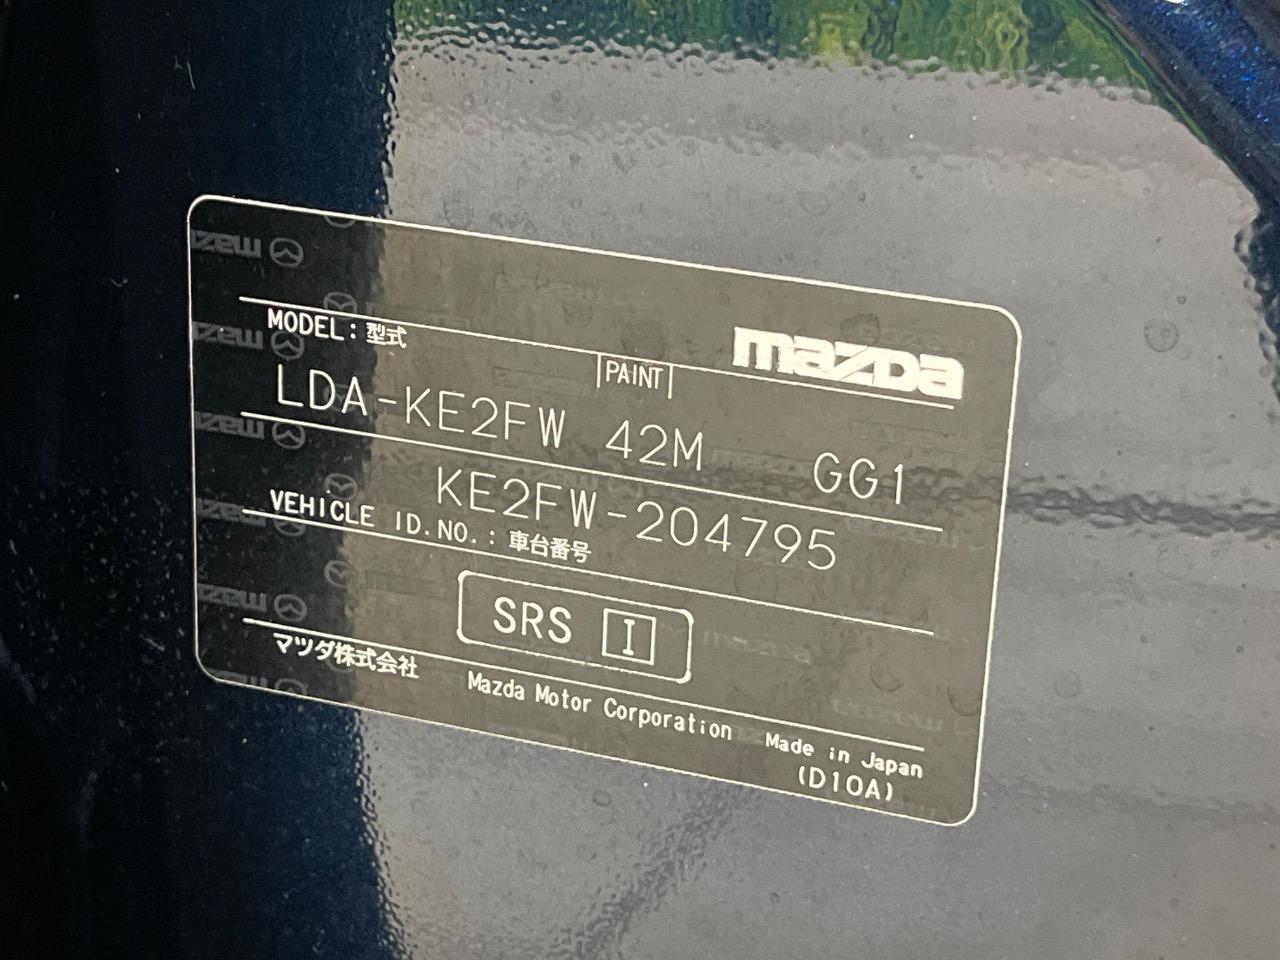 mazda
MODEL: 型式
PAINT
LDA-KE2FW 42M GG1
KE2FW-204795
VEHICLE ID.NO.: 車台番号
SRS I
マツダ株式会社 Mazda Motor Corporation Made in Japan
(D10A)